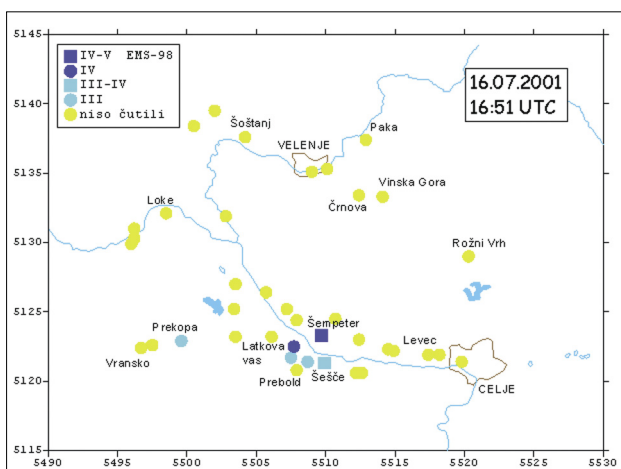 5145
5140
5135
5130
5125
5120
5115
5490
5495
5500
5505
5510
5515
5520
5525
5530
IV-V EMS-98
IV
III-IV
III
niso čutili
16.07.2001
16:51 UTC
Šoštanj
VELENJE
Paka
Vinska Gora
Črnova
Loke
Rožni Vrh
Prekopa
Vransko
Šempeter
Latkova
vas
Levec
Prebold
Šešče
CELJE